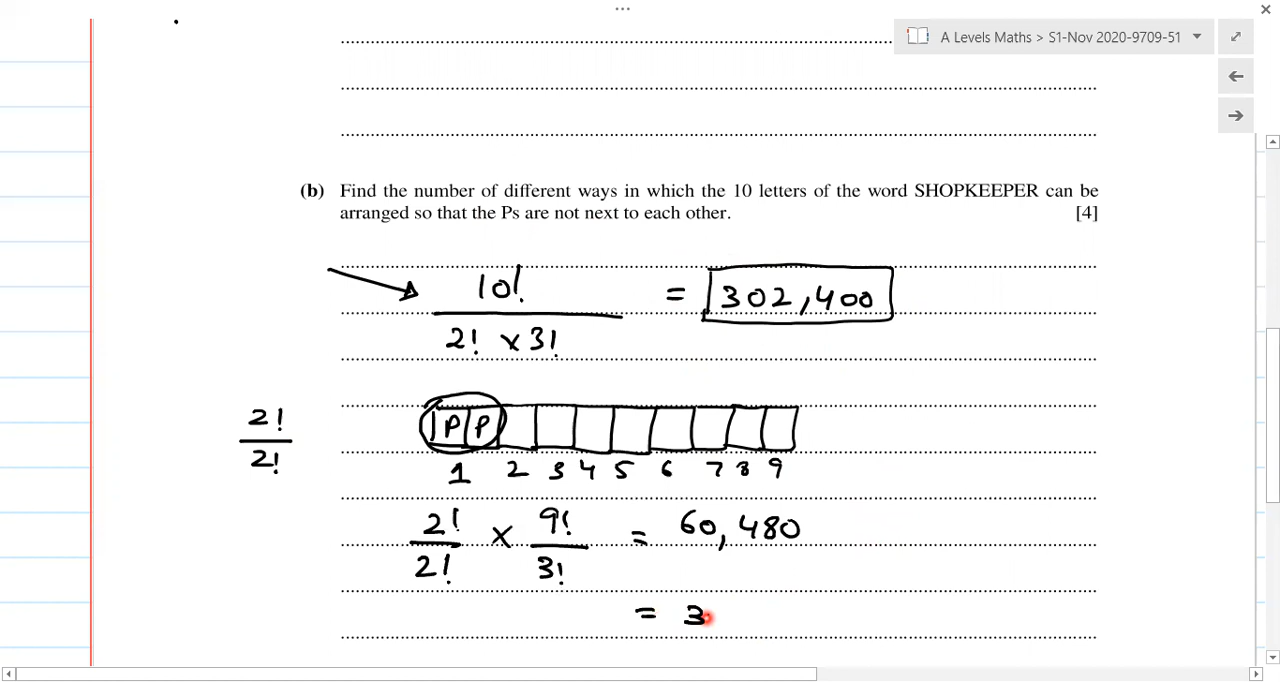 A Levels Maths > S1-Nov 2020-9709-51
(b) Find the number of different ways in which the 10 letters of the word SHOPKEEPER can be
arranged so that the Ps are not next to each other. [4]
10!
2! x 3!
= 302,400
2!
2!
P P
1 2 3 4 5 6 7 8 9
2!
2!
x
9!
3!
= 60,480
= 3